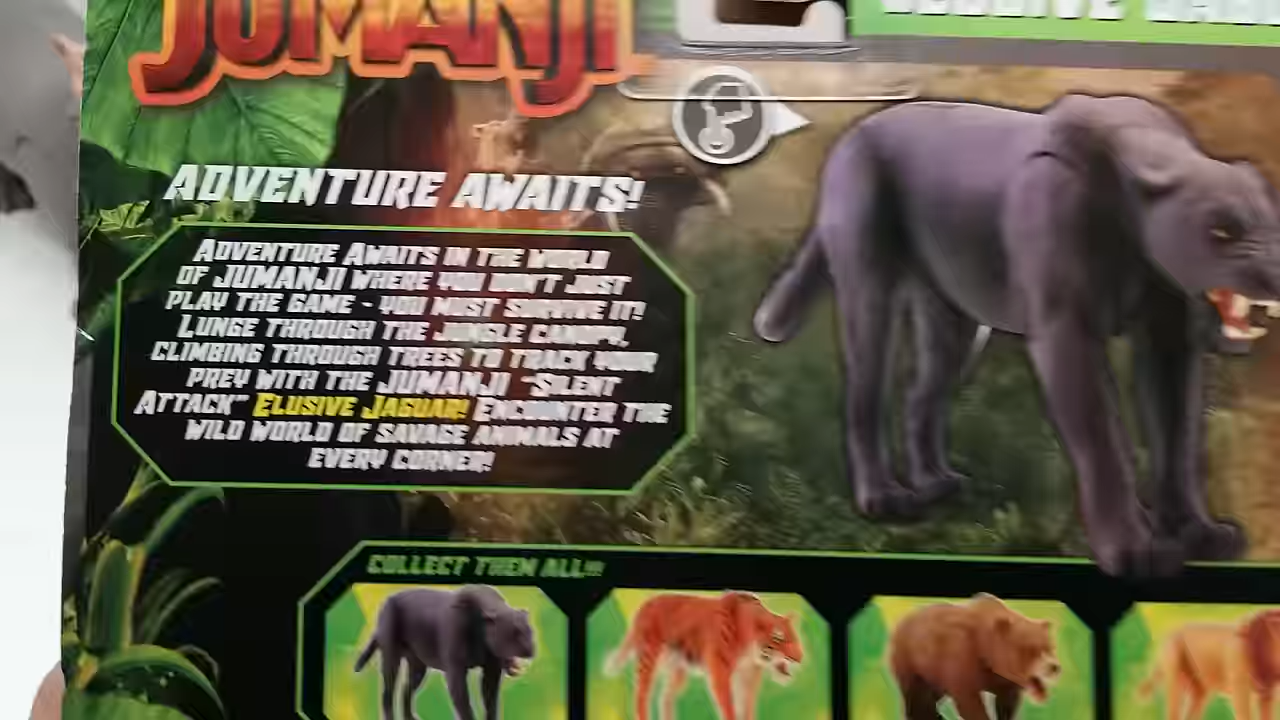 JUMANJI
ADVENTURE AWAITS!
ADVENTURE AWAITS IN THE WORLD
OF JUMANJI WHERE YOU DON'T JUST
PLAY THE GAME - YOU MUST SURVIVE IT!
LUNGE THROUGH THE JUNGLE CANOPY,
CLIMBING THROUGH TREES TO TRACK YOUR
PREY WITH THE JUMANJI "SILENT
ATTACK" ELUSIVE JAGUAR! ENCOUNTER THE
WILD WORLD OF SAVAGE ANIMALS AT
EVERY CORNER!
COLLECT THEM ALL!!!